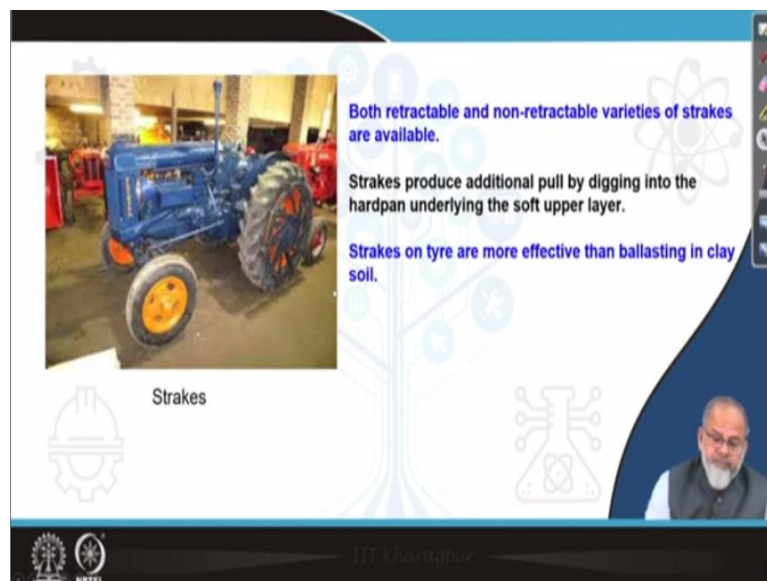 Both retractable and non-retractable varieties of strakes
are available.
Strakes produce additional pull by digging into the
hardpan underlying the soft upper layer.
Strakes on tyre are more effective than ballasting in clay
soil.
Strakes
IIT Kharagpur
NPTEL